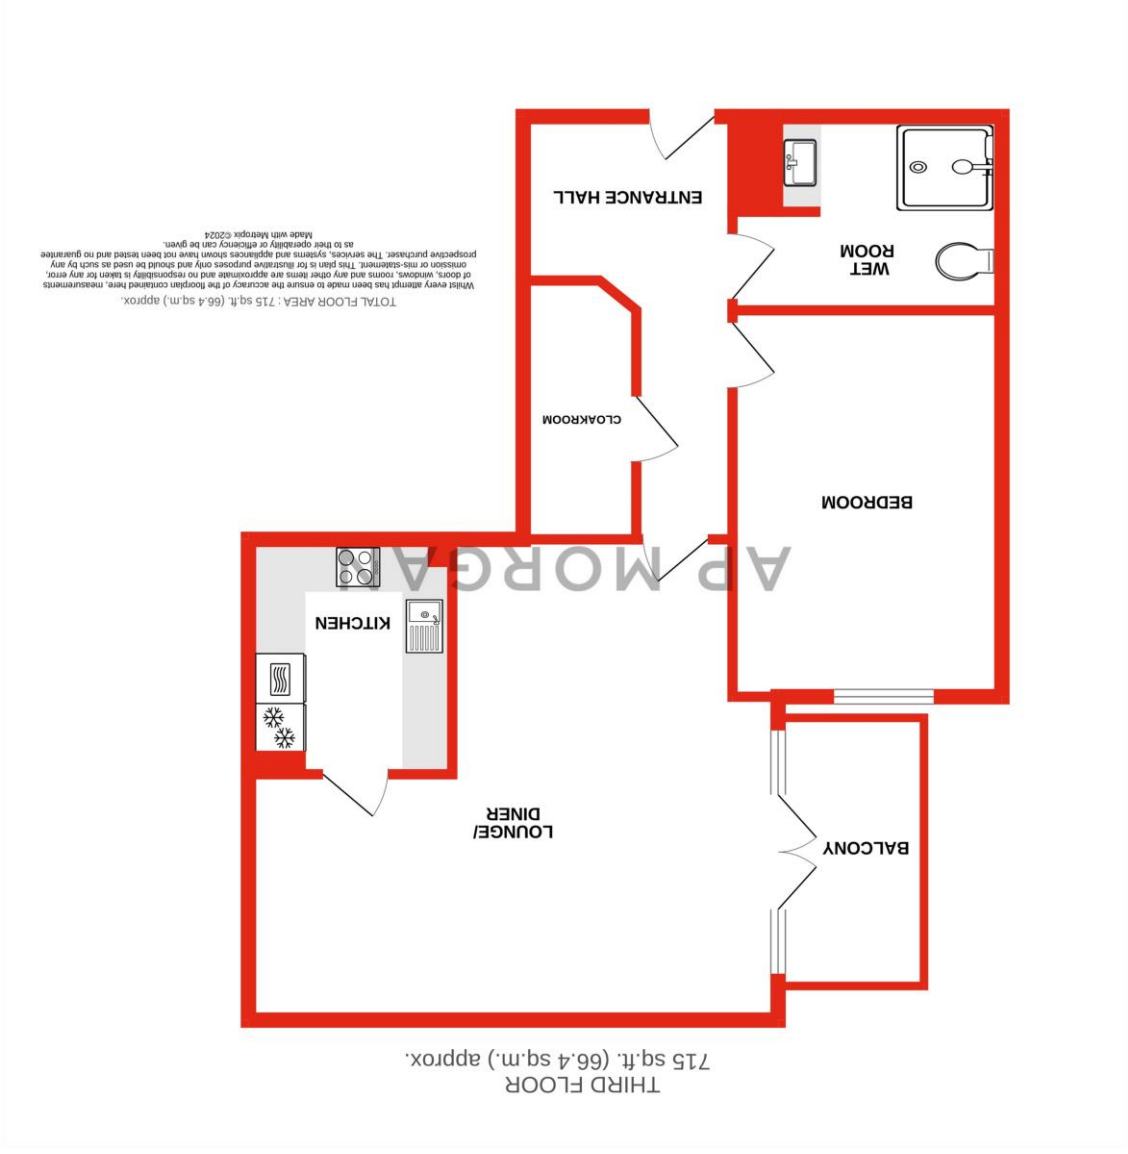 THIRD FLOOR
715 sq.ft. (66.4 sq.m.) approx.
BALCONY
LOUNGE/
DINER
KITCHEN
AP MORGAN
BEDROOM
CLOAKROOM
WET
ROOM
ENTRANCE HALL
TOTAL FLOOR AREA : 715 sq.ft. (66.4 sq.m.) approx.
Whilst every attempt has been made to ensure the accuracy of the floorplan contained here, measurements
of doors, windows, rooms and any other items are approximate and no responsibility is taken for any error,
omission or mis-statement. This plan is for illustrative purposes only and should be used as such by any
prospective purchaser. The services, systems and appliances shown have not been tested and no guarantee
as to their operability or efficiency can be given.
Made with Metropix ©2024